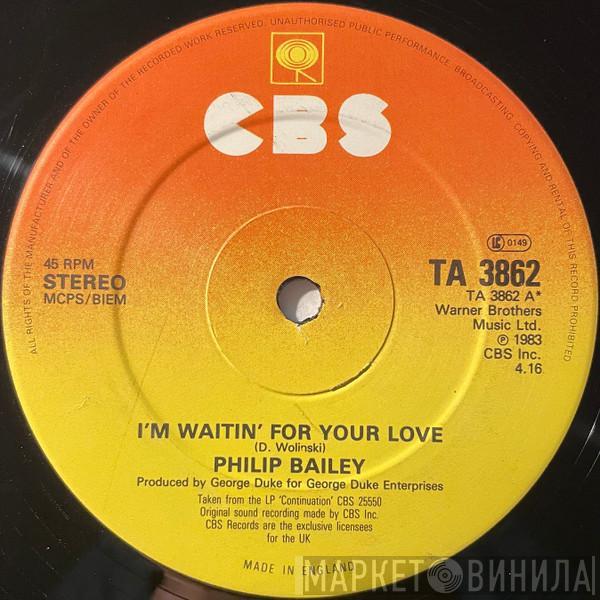 ALL RIGHTS OF THE MANUFACTURER AND OF THE OWNER OF THE RECORDED WORK RESERVED. UNAUTHORISED PUBLIC PERFORMANCE, BROADCASTING, COPYING AND RENTAL OF THIS RECORD PROHIBITED
CBS
45 RPM
STEREO
MCPS/BIEM
LC 0149
TA 3862
TA 3862 A*
Warner Brothers
Music Ltd.
℗ 1983
CBS Inc.
4.16
I'M WAITIN' FOR YOUR LOVE
(D. Wolinski)
PHILIP BAILEY
Produced by George Duke for George Duke Enterprises
Taken from the LP 'Continuation' CBS 25550
Original sound recording made by CBS Inc.
CBS Records are the exclusive licensees
for the UK
MADE IN ENGLAND
МАРКЕТ ВИНИЛА